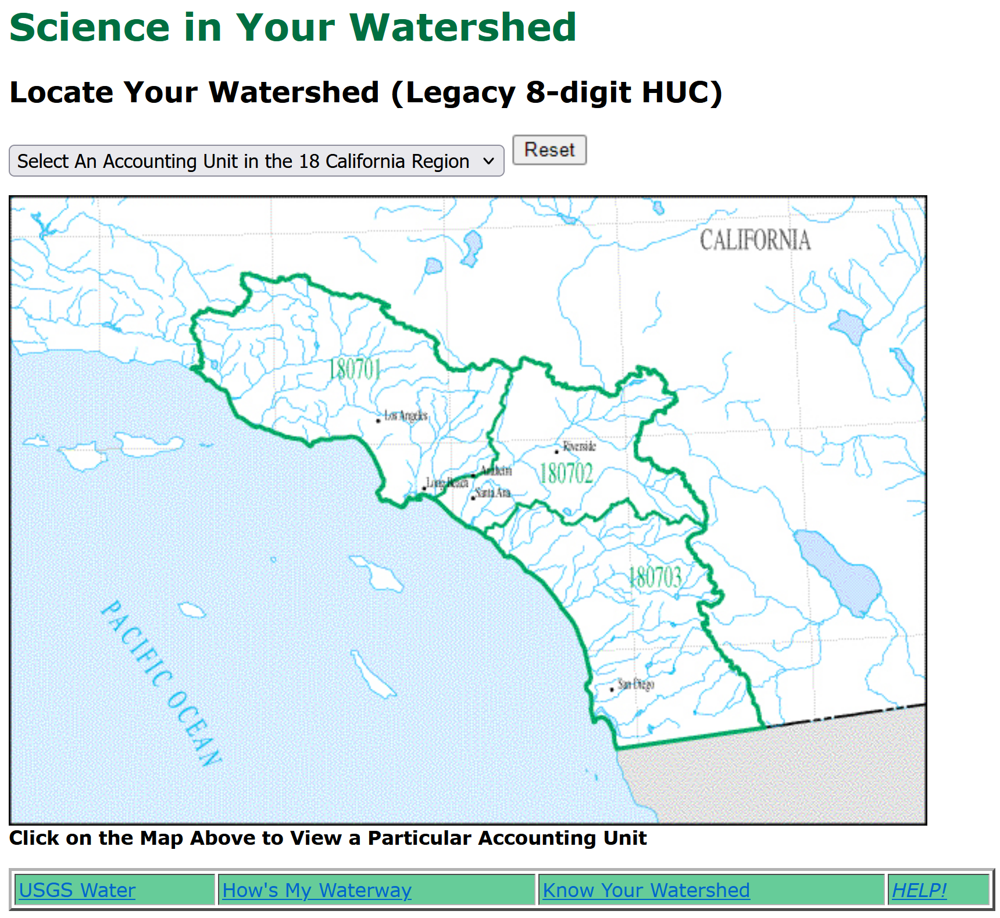 Science in Your Watershed
Locate Your Watershed (Legacy 8-digit HUC)
Select An Accounting Unit in the 18 California Region
Reset
CALIFORNIA
180701
Los Angeles
Riverside
180702
Anaheim
Long Beach
Santa Ana
180703
PACIFIC OCEAN
San Diego
Click on the Map Above to View a Particular Accounting Unit
USGS Water
How's My Waterway
Know Your Watershed
HELP!